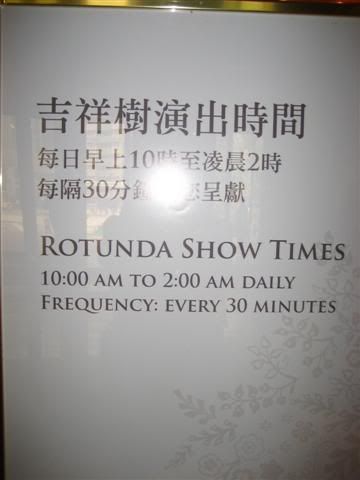 吉祥樹演出時間
每日早上10時至凌晨2時
每隔30分鐘 您呈獻
ROTUNDA SHOW TIMES
10:00 AM TO 2:00 AM DAILY
FREQUENCY: EVERY 30 MINUTES